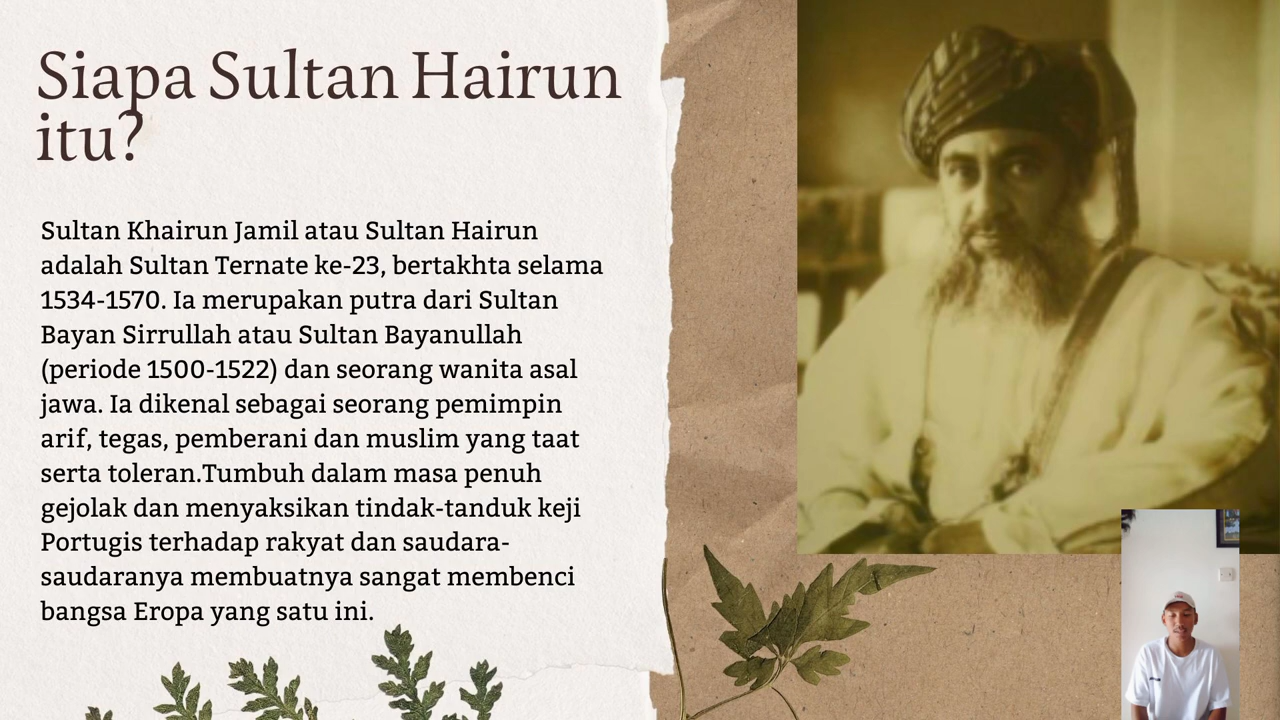 Siapa Sultan Hairun
itu?
Sultan Khairun Jamil atau Sultan Hairun
adalah Sultan Ternate ke-23, bertakhta selama
1534-1570. Ia merupakan putra dari Sultan
Bayan Sirrullah atau Sultan Bayanullah
(periode 1500-1522) dan seorang wanita asal
jawa. Ia dikenal sebagai seorang pemimpin
arif, tegas, pemberani dan muslim yang taat
serta toleran.Tumbuh dalam masa penuh
gejolak dan menyaksikan tindak-tanduk keji
Portugis terhadap rakyat dan saudara-
saudaranya membuatnya sangat membenci
bangsa Eropa yang satu ini.